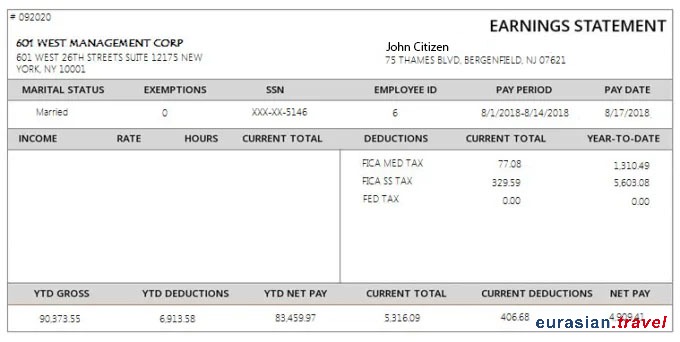 # 092020
EARNINGS STATEMENT
601 WEST MANAGEMENT CORP
601 WEST 26TH STREETS SUITE 12175 NEW
YORK, NY 10001
John Citizen
75 THAMES BLVD, BERGENFIELD, NJ 07621
MARITAL STATUS EXEMPTIONS SSN EMPLOYEE ID PAY PERIOD PAY DATE
Married 0 XXX-XX-5146 6 8/1/2018-8/14/2018 8/17/2018
INCOME RATE HOURS CURRENT TOTAL DEDUCTIONS CURRENT TOTAL YEAR-TO-DATE
FICA MED TAX 77.08 1,310.49
FICA SS TAX 329.59 5,603.08
FED TAX 0.00 0.00
YTD GROSS YTD DEDUCTIONS YTD NET PAY CURRENT TOTAL CURRENT DEDUCTIONS NET PAY
90,373.55 6,913.58 83,459.97 5,316.09 406.68 4,909.41
eurasian.travel